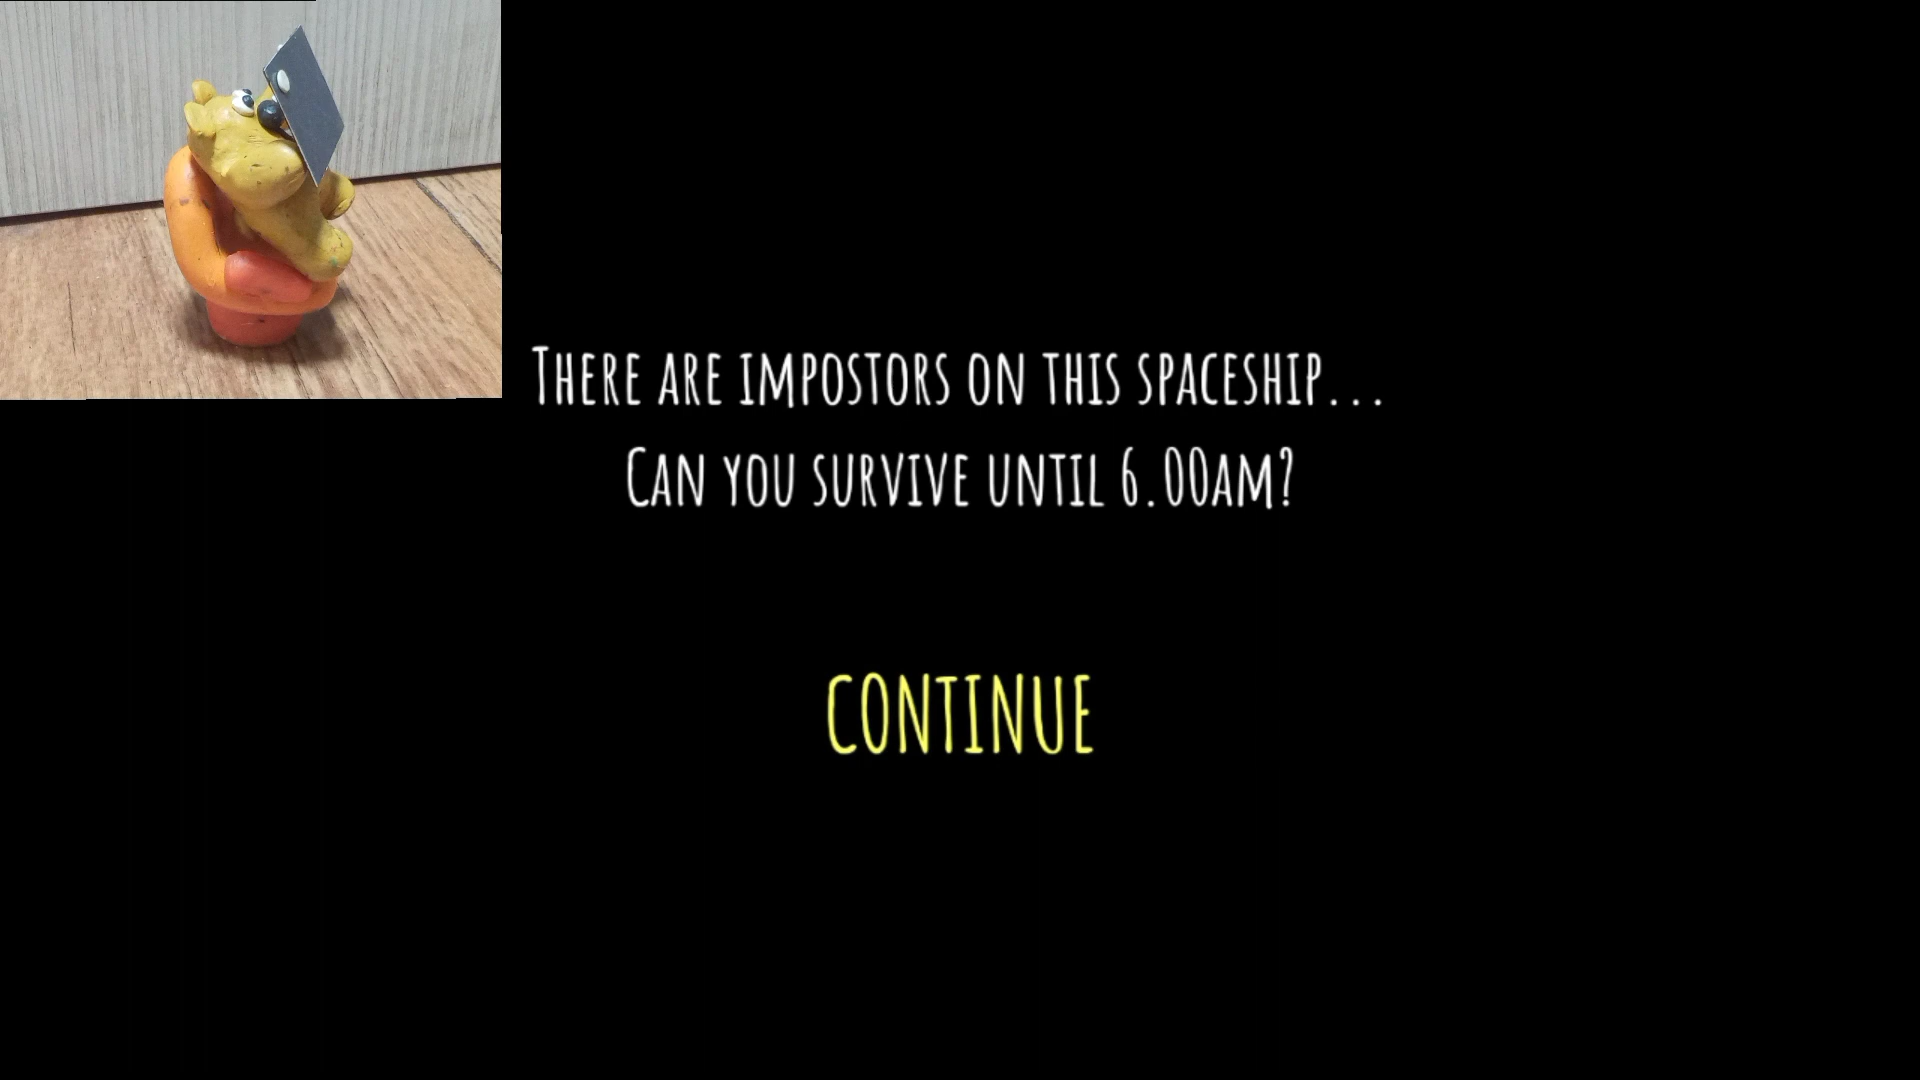 There are impostors on this spaceship...
Can you survive until 6.00am?
CONTINUE